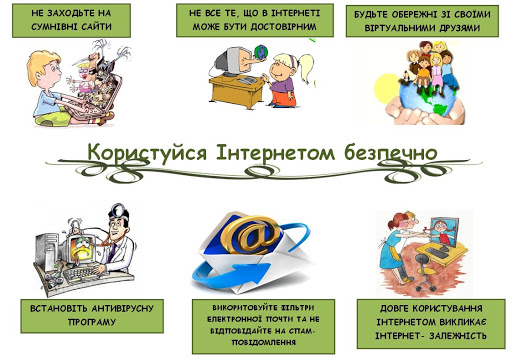 НЕ ЗАХОДЬТЕ НА
СУМНІВНІ САЙТИ
НЕ ВСЕ ТЕ, ЩО В ІНТЕРНЕТІ
МОЖЕ БУТИ ДОСТОВІРНИМ
БУДЬТЕ ОБЕРЕЖНІ ЗІ СВОЇМИ
ВІРТУАЛЬНИМИ ДРУЗЯМИ
Користуйся Інтернетом безпечно
ВСТАНОВІТЬ АНТИВІРУСНУ
ПРОГРАМУ
ВИКОРИТОВУЙТЕ ФІЛЬТРИ
ЕЛЕКТРОННОЇ ПОЧТИ ТА НЕ
ВІДПОВІДАЙТЕ НА СПАМ-
ПОВІДОМЛЕННЯ
ДОВГЕ КОРИСТУВАННЯ
ІНТЕРНЕТОМ ВИКЛИКАЄ
ІНТЕРНЕТ- ЗАЛЕЖНІСТЬ